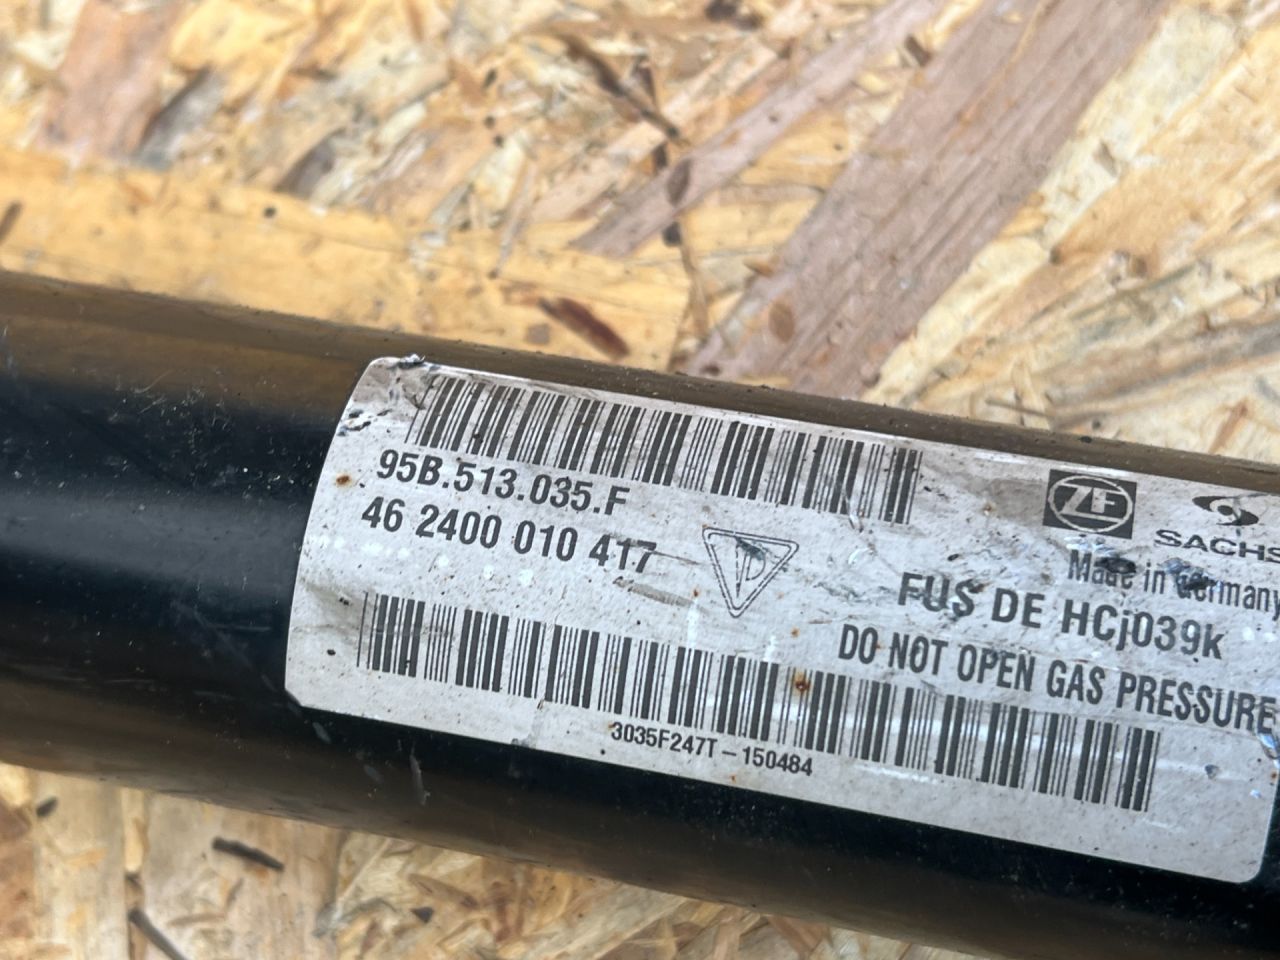 95B.513.035.F
46 2400 010 417
ZF
SACHS
Made in Germany
FUS DE HCj039k
DO NOT OPEN GAS PRESSURE
3035F247T-150484